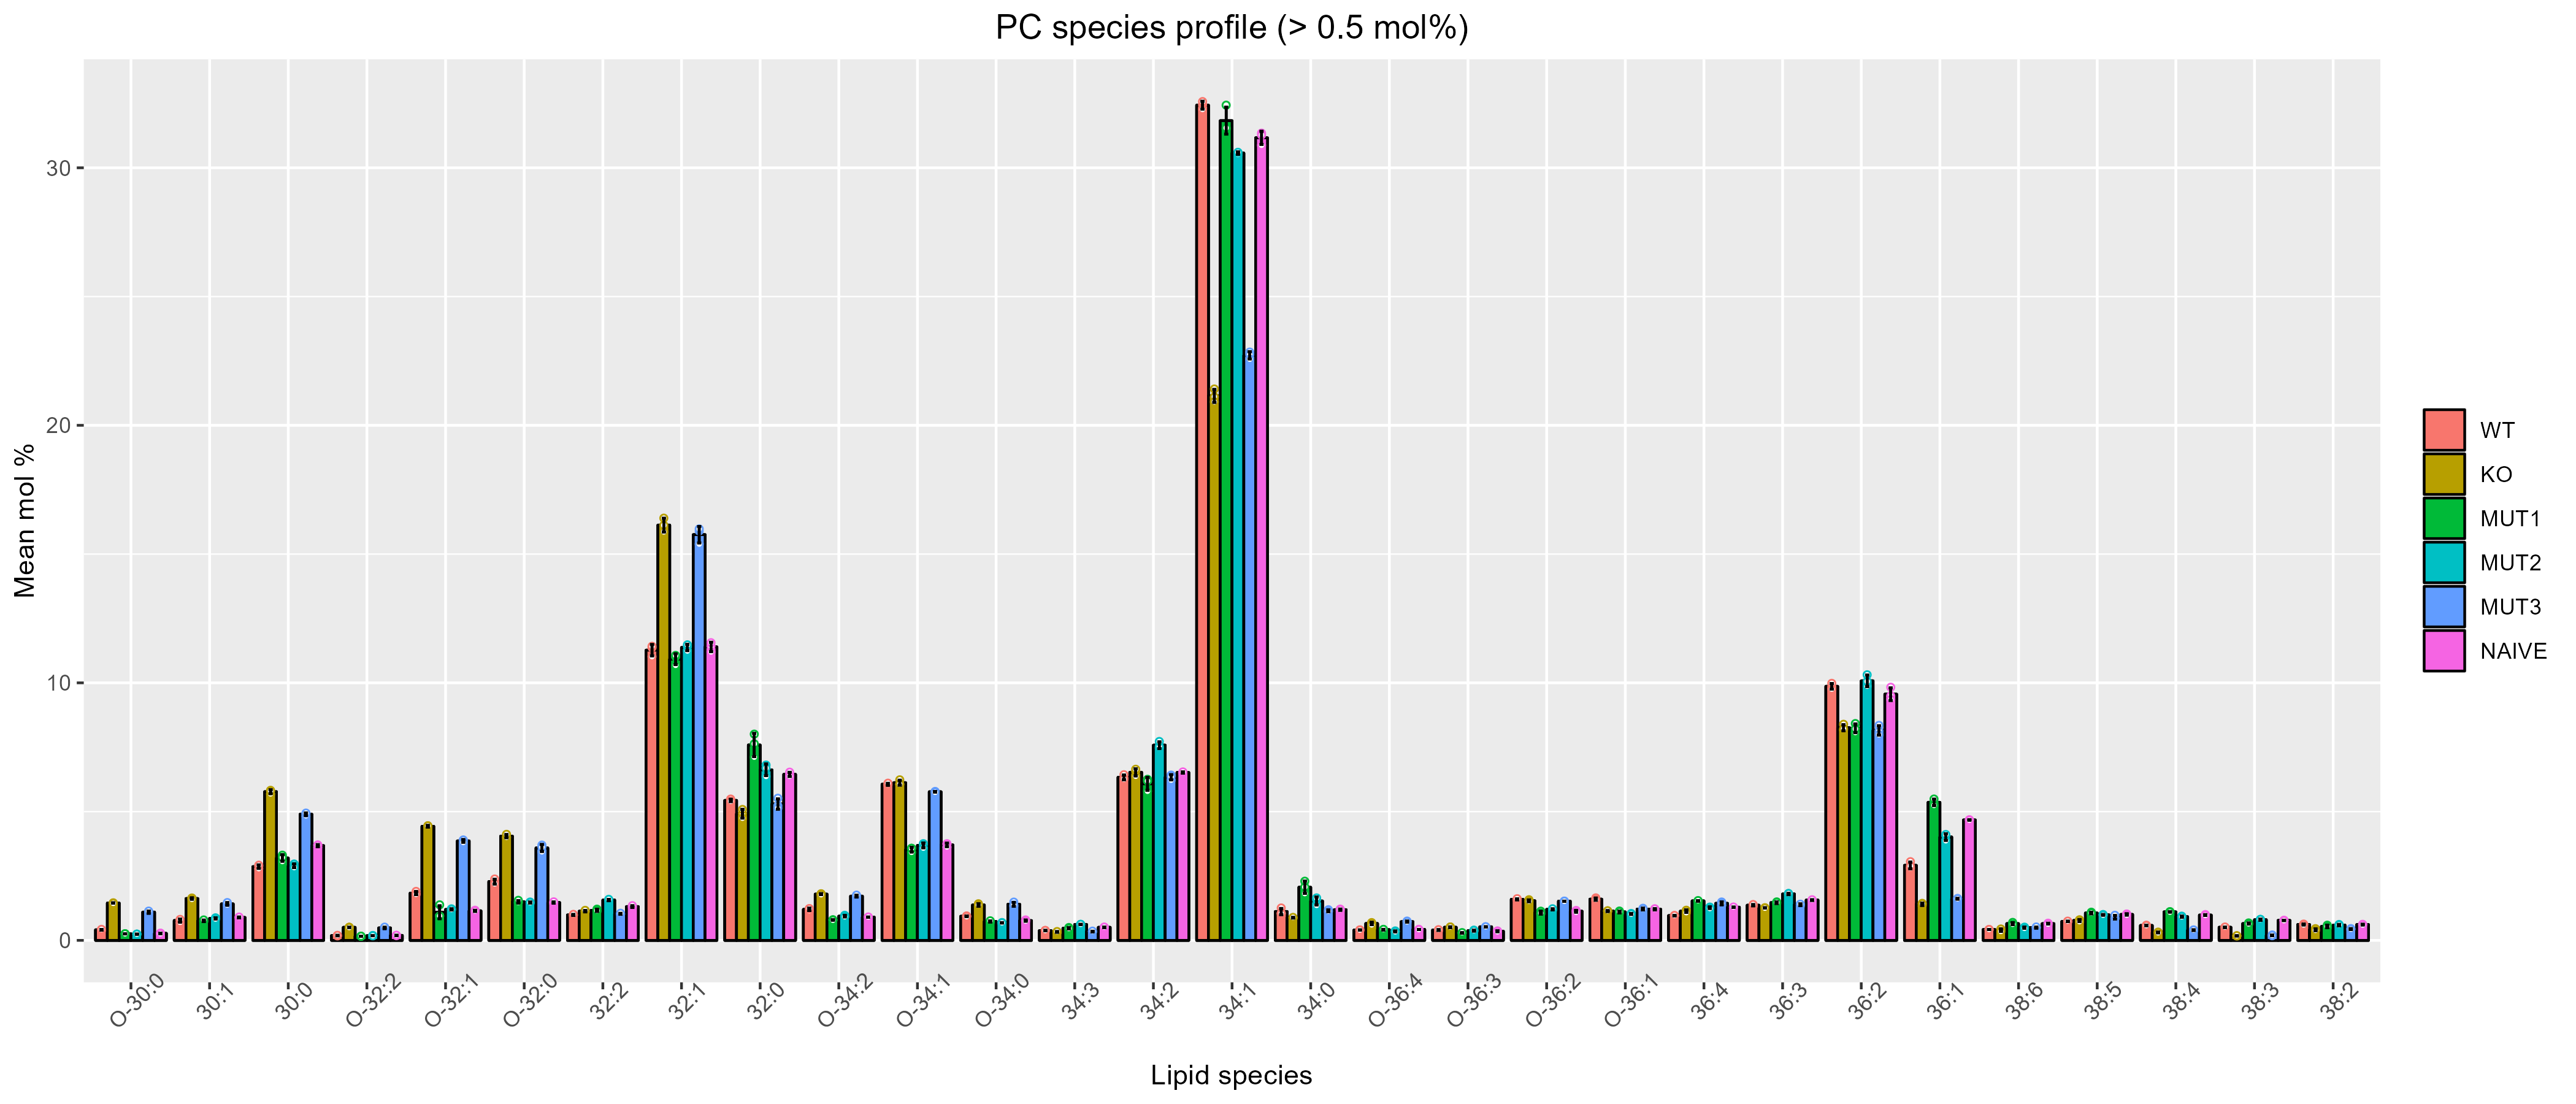 PC species profile (> 0.5 mol%)
Mean mol %
30
20
10
0
O-30:0
30:1
30:0
O-32:2
O-32:1
O-32:0
32:2
32:1
32:0
O-34:2
O-34:1
O-34:0
34:3
34:2
34:1
34:0
O-36:4
O-36:3
O-36:2
O-36:1
36:4
36:3
36:2
36:1
38:6
38:5
38:4
38:3
38:2
Lipid species
WT
KO
MUT1
MUT2
MUT3
NAIVE